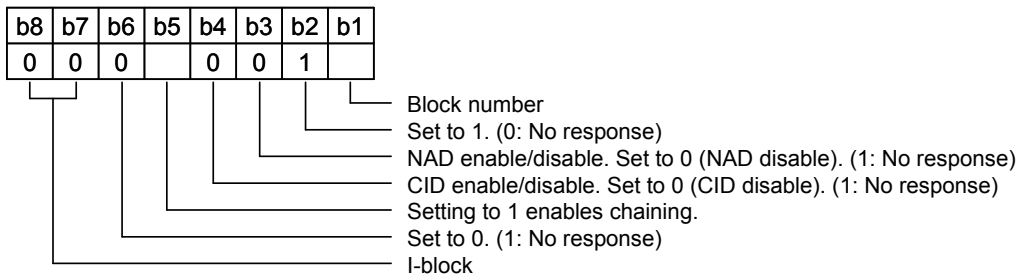 b8 b7 b6 b5 b4 b3 b2 b1
0 0 0 0 0 1
Block number
Set to 1. (0: No response)
NAD enable/disable. Set to 0 (NAD disable). (1: No response)
CID enable/disable. Set to 0 (CID disable). (1: No response)
Setting to 1 enables chaining.
Set to 0. (1: No response)
I-block